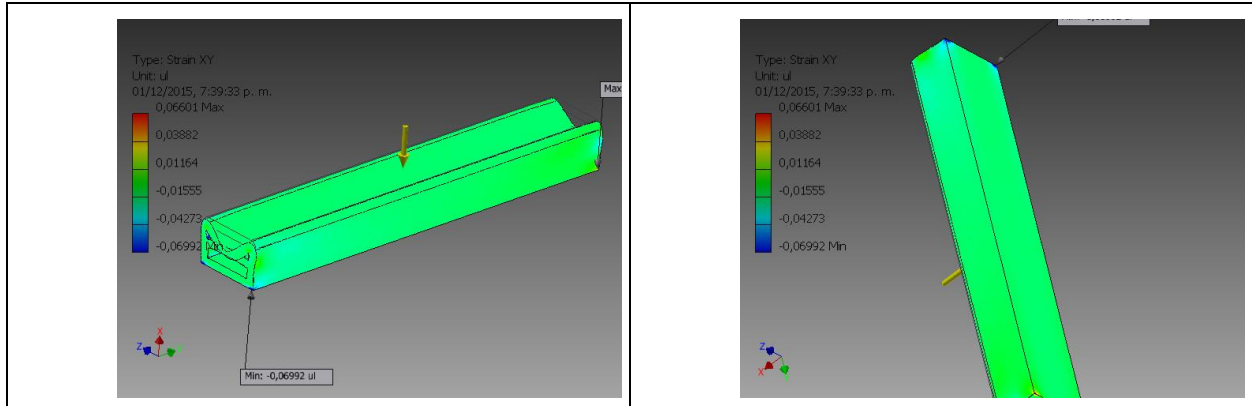 Type: Strain XY
Unit: ul
01/12/2015, 7:39:33 p. m.
0,06601 Max
0,03882
0,01164
-0,01555
-0,04273
-0,06992 Min
Max
Min: -0,06992 ul
X
Z
Type: Strain XY
Unit: ul
01/12/2015, 7:39:33 p. m.
0,06601 Max
0,03882
0,01164
-0,01555
-0,04273
-0,06992 Min
Z
X